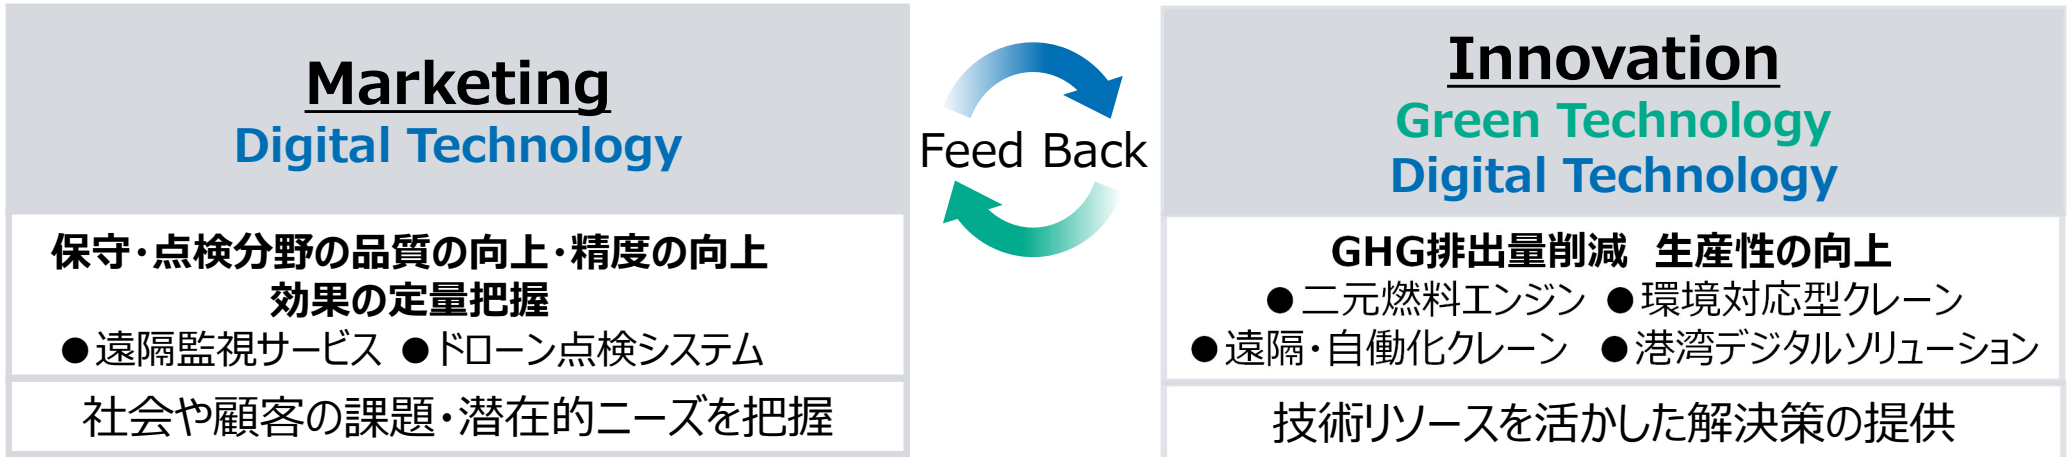 Marketing
Digital Technology
保守･点検分野の品質の向上･精度の向上
効果の定量把握
●遠隔監視サービス ●ドローン点検システム
社会や顧客の課題･潜在的ニーズを把握
Feed Back
Innovation
Green Technology
Digital Technology
GHG排出量削減 生産性の向上
●二元燃料エンジン ●環境対応型クレーン
●遠隔･自働化クレーン ●港湾デジタルソリューション
技術リソースを活かした解決策の提供